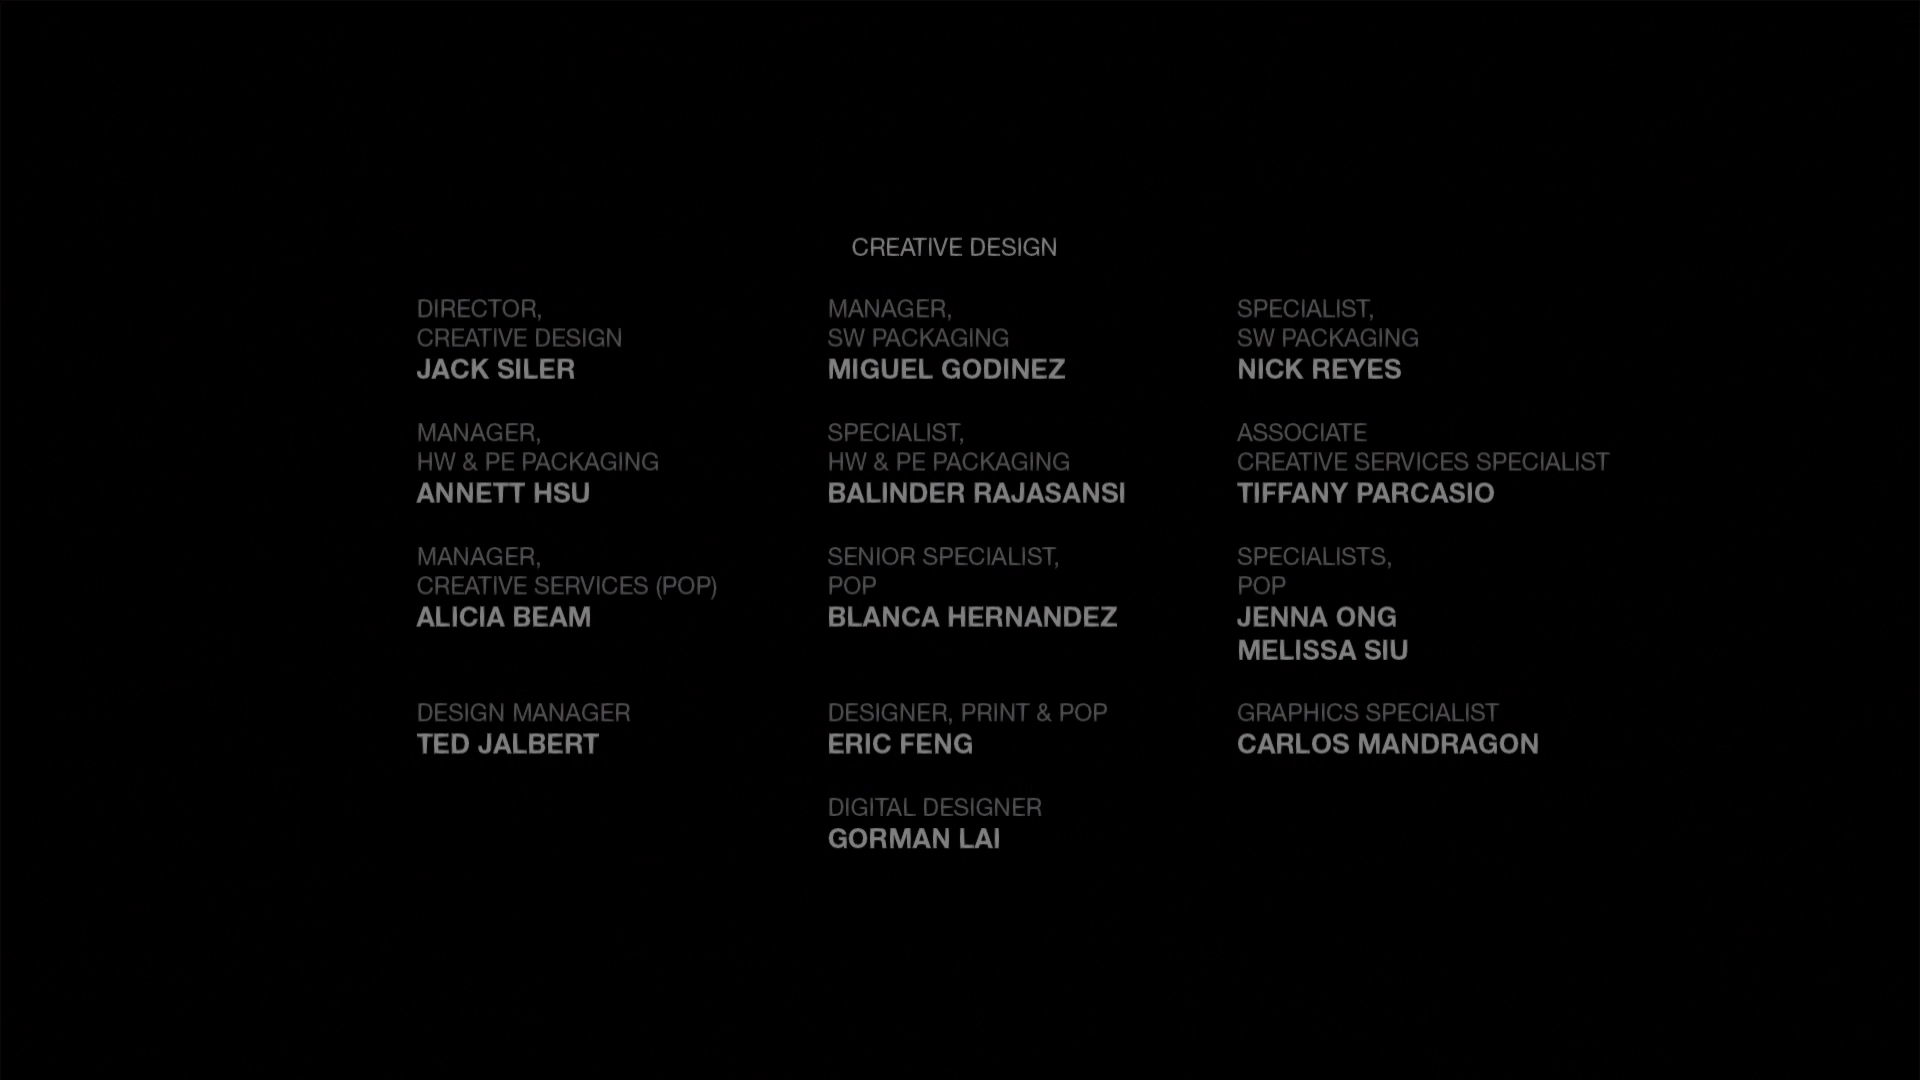 CREATIVE DESIGN
DIRECTOR,
CREATIVE DESIGN
JACK SILER
MANAGER,
SW PACKAGING
MIGUEL GODINEZ
SPECIALIST,
SW PACKAGING
NICK REYES
MANAGER,
HW & PE PACKAGING
ANNETT HSU
SPECIALIST,
HW & PE PACKAGING
BALINDER RAJASANSI
ASSOCIATE
CREATIVE SERVICES SPECIALIST
TIFFANY PARCASIO
MANAGER,
CREATIVE SERVICES (POP)
ALICIA BEAM
SENIOR SPECIALIST,
POP
BLANCA HERNANDEZ
SPECIALISTS,
POP
JENNA ONG
MELISSA SIU
DESIGN MANAGER
TED JALBERT
DESIGNER, PRINT & POP
ERIC FENG
GRAPHICS SPECIALIST
CARLOS MANDRAGON
DIGITAL DESIGNER
GORMAN LAI